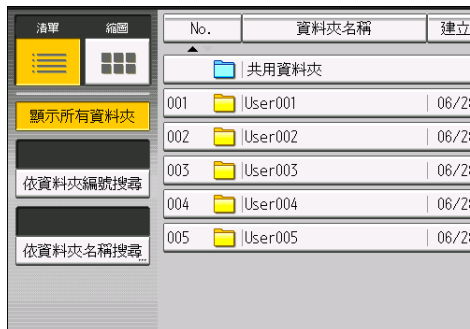 清單 縮圖
No. 資料夾名稱 建立
顯示所有資料夾
共用資料夾
001 User001 06/2
002 User002 06/2
依資料夾編號搜尋
003 User003 06/2
004 User004 06/2
依資料夾名稱搜尋...
005 User005 06/2